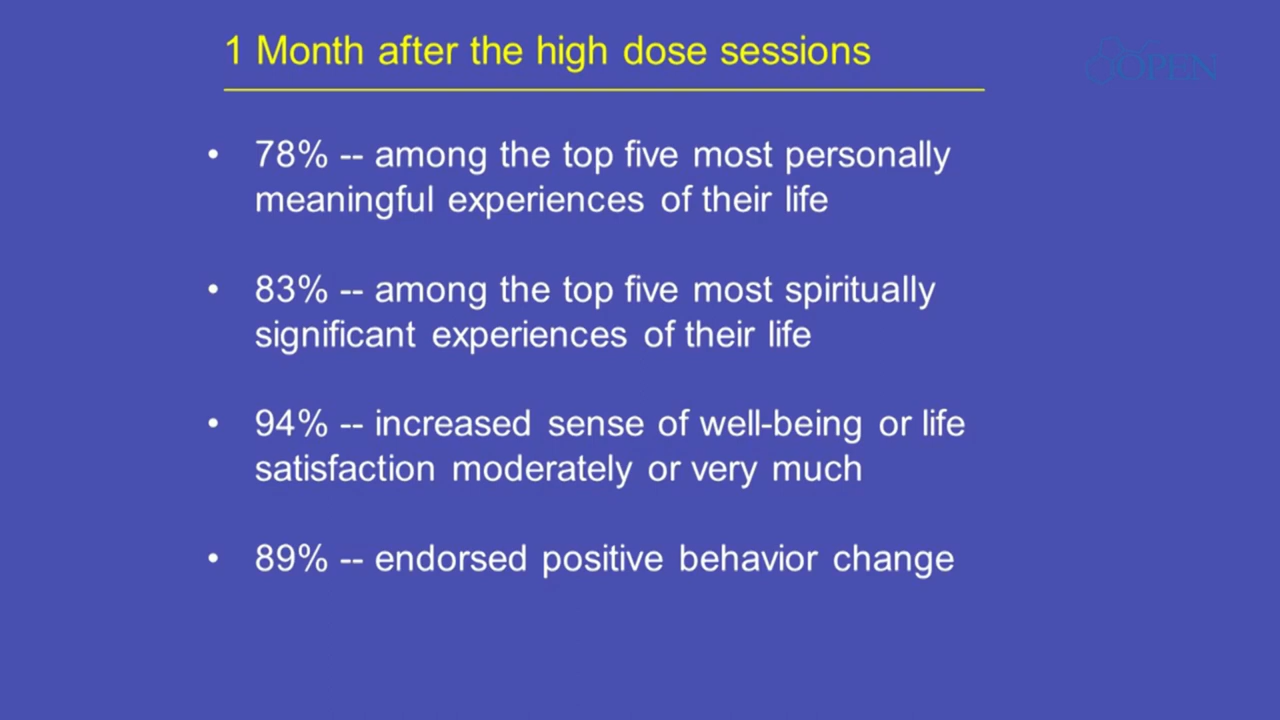 1 Month after the high dose sessions
OPEN
• 78% -- among the top five most personally
meaningful experiences of their life
• 83% -- among the top five most spiritually
significant experiences of their life
• 94% -- increased sense of well-being or life
satisfaction moderately or very much
• 89% -- endorsed positive behavior change